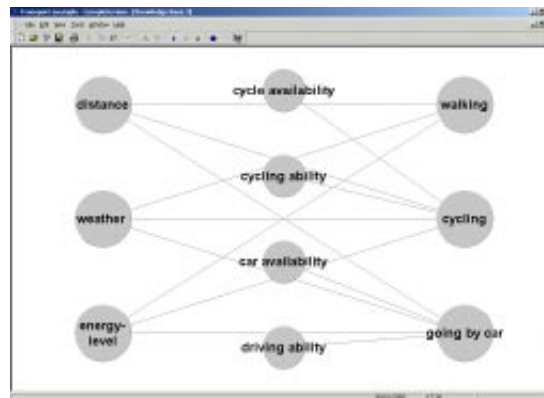 distance
cycle availability
walking
cycling ability
weather
cycling
car availability
energy-
level
driving ability
going by car